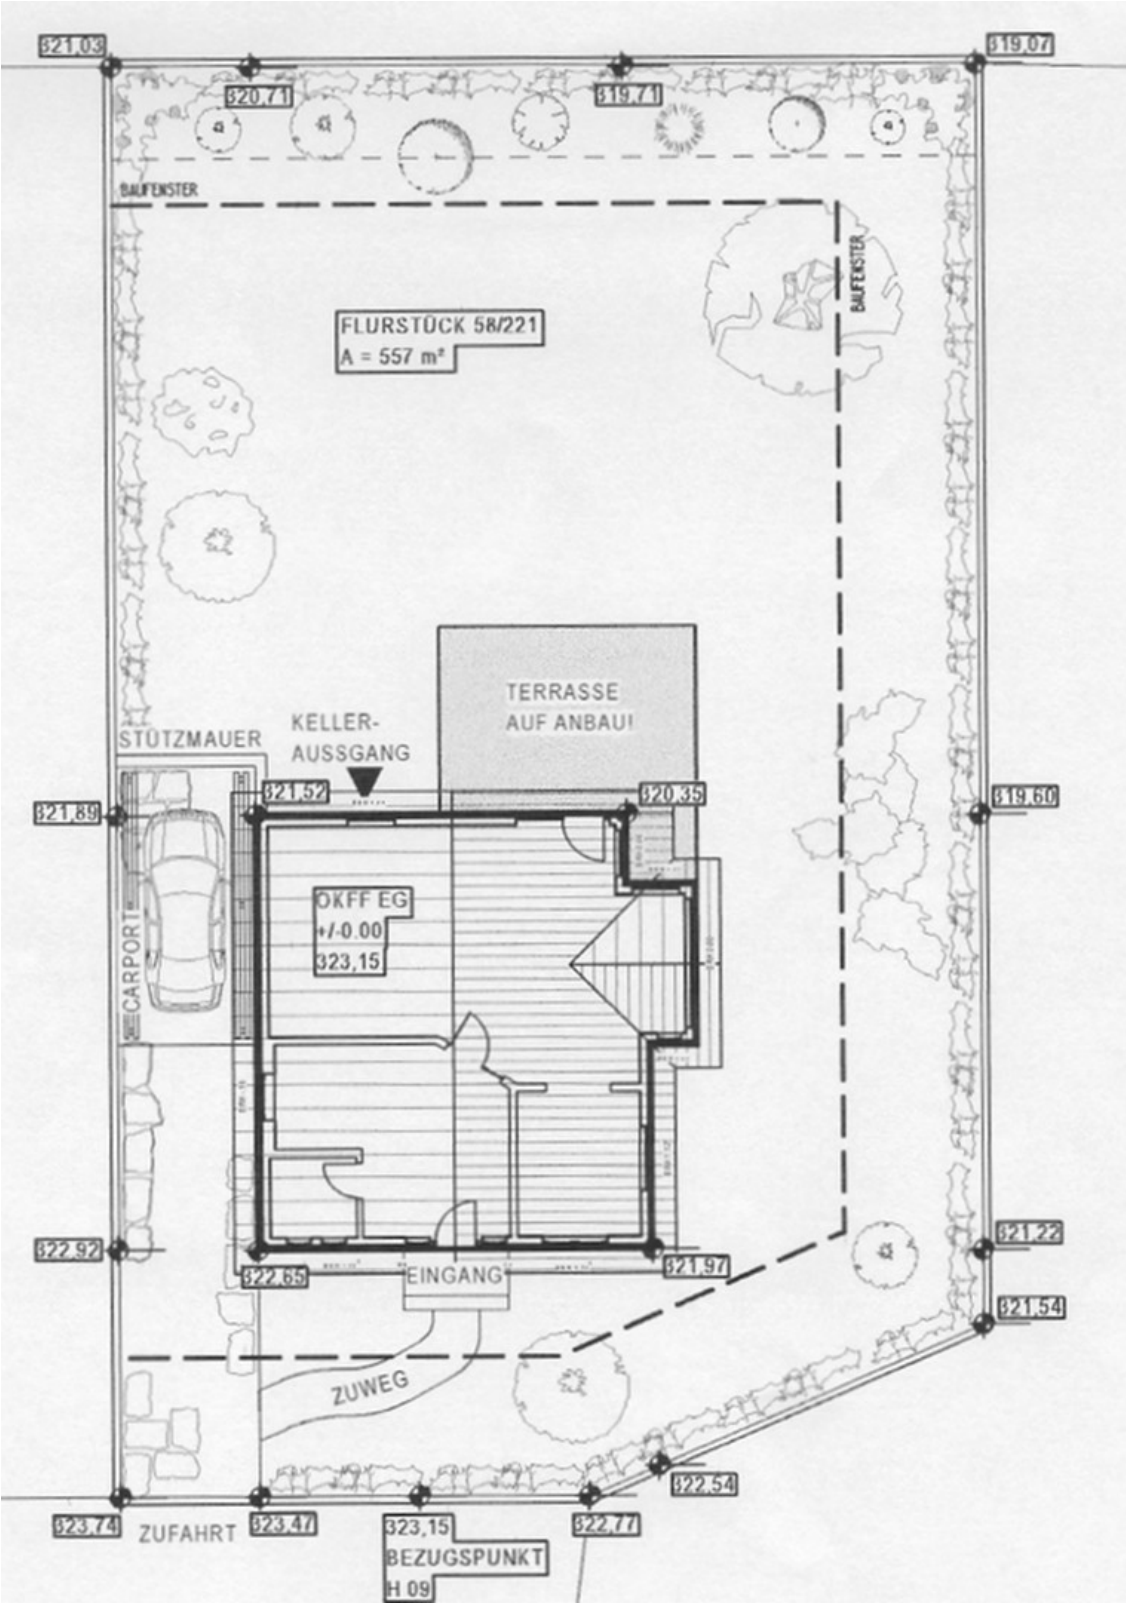 321,03
319,07
320,71
319,71
BAUFENSTER
BAUFENSTER
FLURSTÜCK 58/221
A = 557 m²
TERRASSE
AUF ANBAU!
KELLER-
AUSSGANG
STÜTZMAUER
321,52
320,35
321,89
319,60
OKFF EG
+/-0.00
323,15
CARPORT
322,92
321,22
322,65
EINGANG
321,97
321,54
ZUWEG
322,54
323,74
ZUFAHRT
323,47
323,15
BEZUGSPUNKT
H 09
322,77